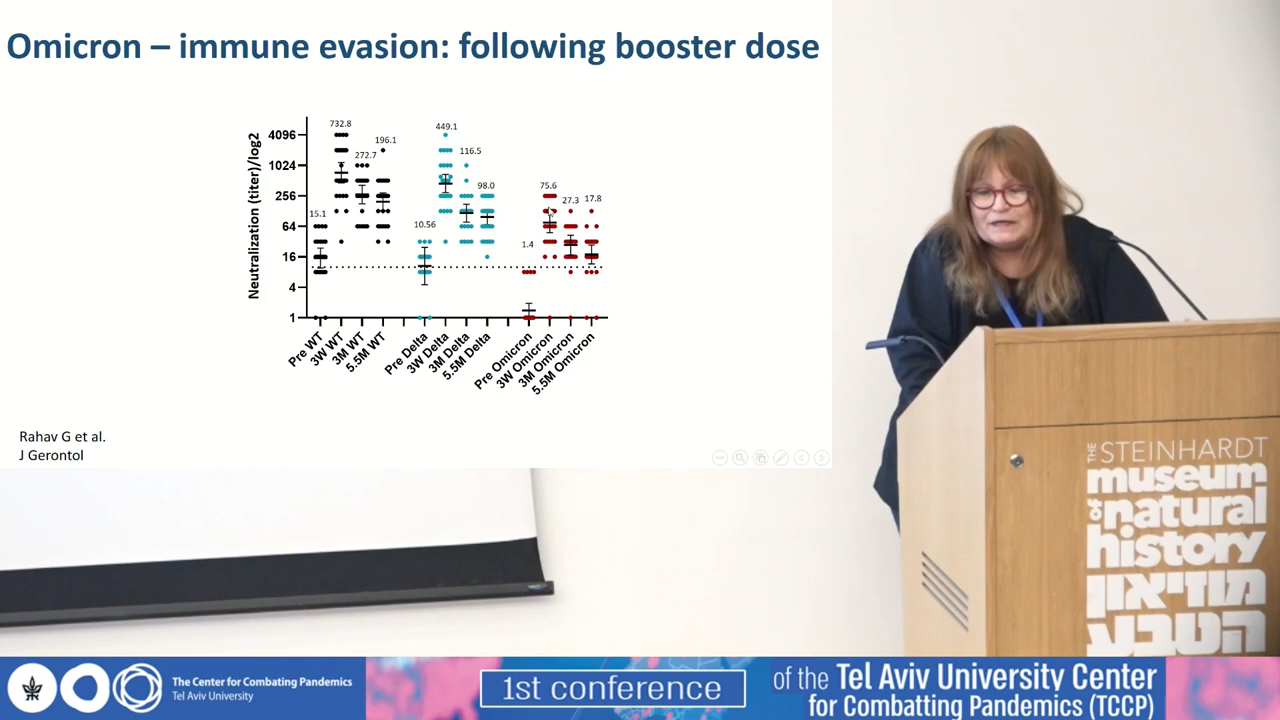 Omicron – immune evasion: following booster dose
Neutralization (titer)/log2
4096
1024
256
64
16
4
1
15.1
732.8
272.7
196.1
10.56
449.1
116.5
98.0
1.4
75.6
27.3
17.8
Pre WT
3W WT
3M WT
5.5M WT
Pre Delta
3W Delta
3M Delta
5.5M Delta
Pre Omicron
3W Omicron
3M Omicron
5.5M Omicron
Rahav G et al.
J Gerontol
THE STEINHARDT
museum
of natural
history
מוזיאון
הטבע
The Center for Combating Pandemics
Tel Aviv University
1st conference
of the Tel Aviv University Center
for Combatting Pandemics (TCCP)